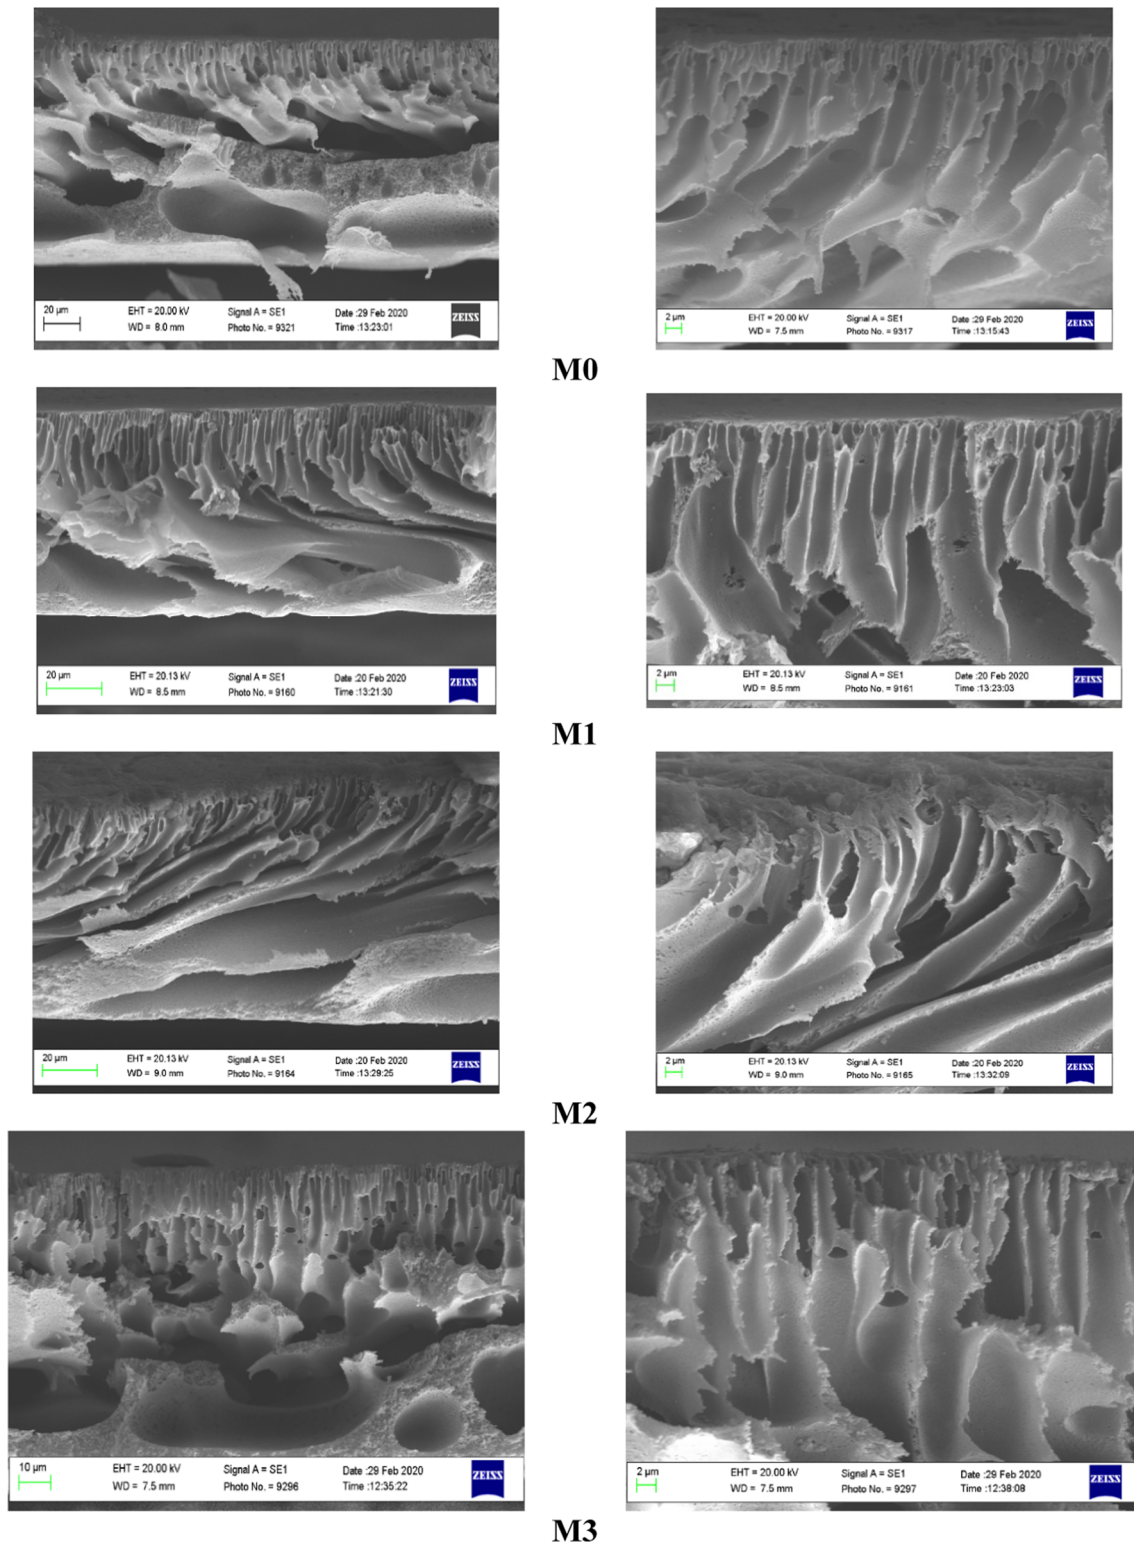 20 µm EHT = 20.00 kV Signal A = SE1 Date :29 Feb 2020 ZEISS
WD = 8.0 mm Photo No. = 9321 Time :13:23:01
2 µm EHT = 20.00 kV Signal A = SE1 Date :29 Feb 2020 ZEISS
WD = 7.5 mm Photo No. = 9317 Time :13:15:43
M0
20 µm EHT = 20.13 kV Signal A = SE1 Date :20 Feb 2020 ZEISS
WD = 8.5 mm Photo No. = 9160 Time :13:21:30
2 µm EHT = 20.13 kV Signal A = SE1 Date :20 Feb 2020 ZEISS
WD = 8.5 mm Photo No. = 9161 Time :13:23:03
M1
20 µm EHT = 20.13 kV Signal A = SE1 Date :20 Feb 2020 ZEISS
WD = 9.0 mm Photo No. = 9164 Time :13:29:25
2 µm EHT = 20.13 kV Signal A = SE1 Date :20 Feb 2020 ZEISS
WD = 9.0 mm Photo No. = 9165 Time :13:32:09
M2
10 µm EHT = 20.00 kV Signal A = SE1 Date :29 Feb 2020 ZEISS
WD = 7.5 mm Photo No. = 9296 Time :12:35:22
2 µm EHT = 20.00 kV Signal A = SE1 Date :29 Feb 2020 ZEISS
WD = 7.5 mm Photo No. = 9297 Time :12:38:08
M3